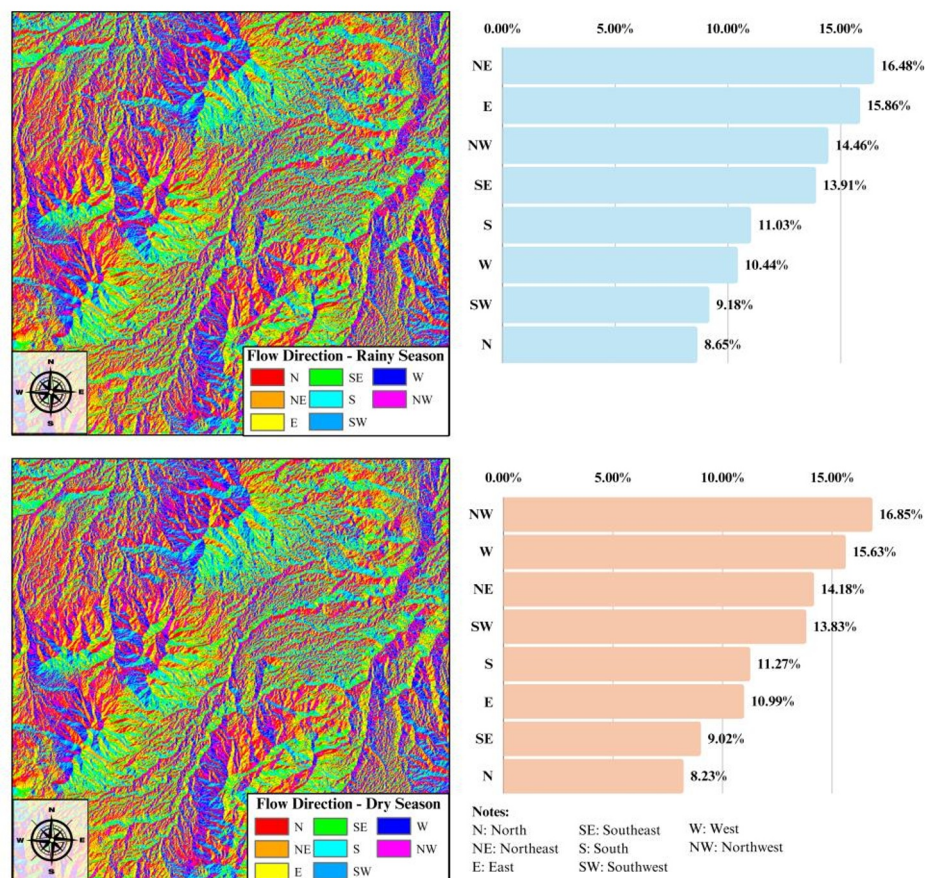 0.00% 5.00% 10.00% 15.00%
NE 16.48%
E 15.86%
NW 14.46%
SE 13.91%
S 11.03%
W 10.44%
SW 9.18%
N 8.65%
N
W E
S
Flow Direction - Rainy Season
N SE W
NE S NW
E SW
0.00% 5.00% 10.00% 15.00%
NW 16.85%
W 15.63%
NE 14.18%
SW 13.83%
S 11.27%
E 10.99%
SE 9.02%
N 8.23%
N
W E
S
Flow Direction - Dry Season
N SE W
NE S NW
E SW
Notes:
N: North SE: Southeast W: West
NE: Northeast S: South NW: Northwest
E: East SW: Southwest